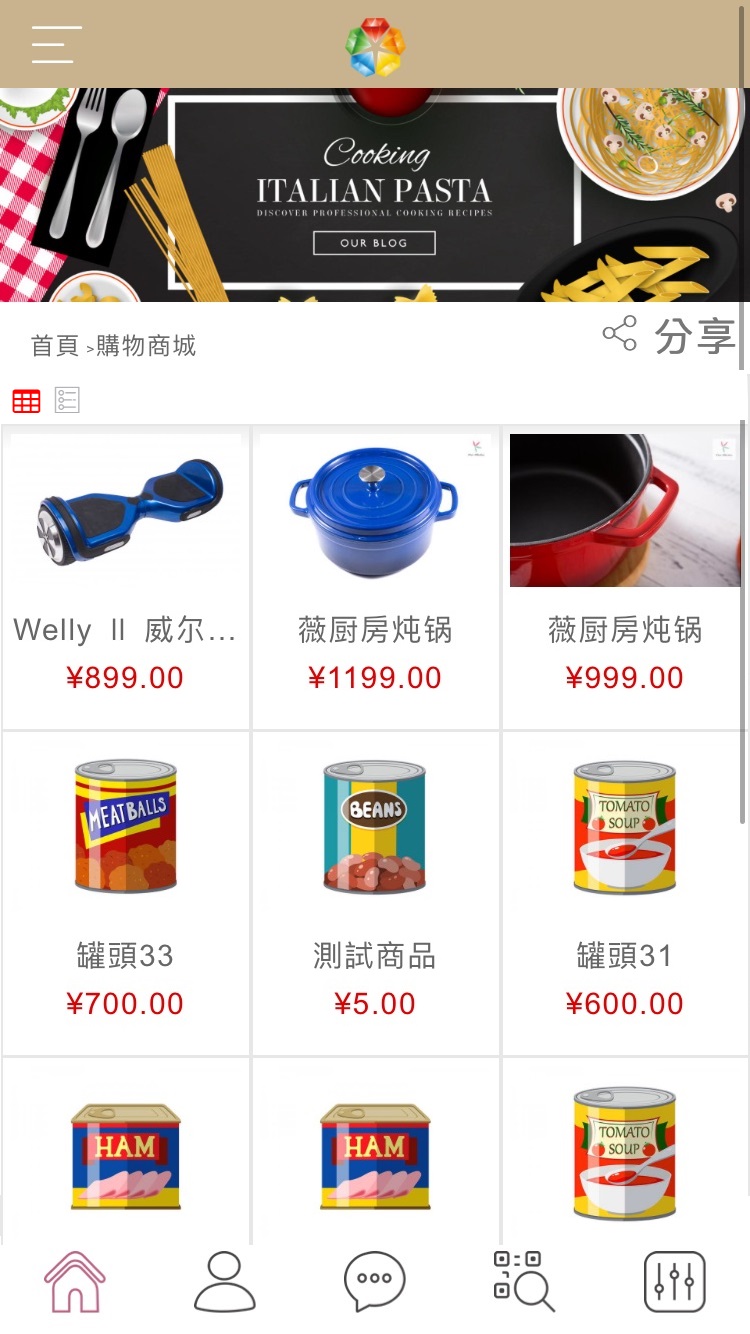 Cooking
ITALIAN PASTA
DISCOVER PROFESSIONAL COOKING RECIPES
OUR BLOG
首頁 >購物商城
分享
Welly II 威尔...
薇厨房炖锅
薇厨房炖锅
¥899.00
¥1199.00
¥999.00
MEATBALLS
BEANS
TOMATO
SOUP
罐頭33
測試商品
罐頭31
¥700.00
¥5.00
¥600.00
HAM
HAM
TOMATO
SOUP